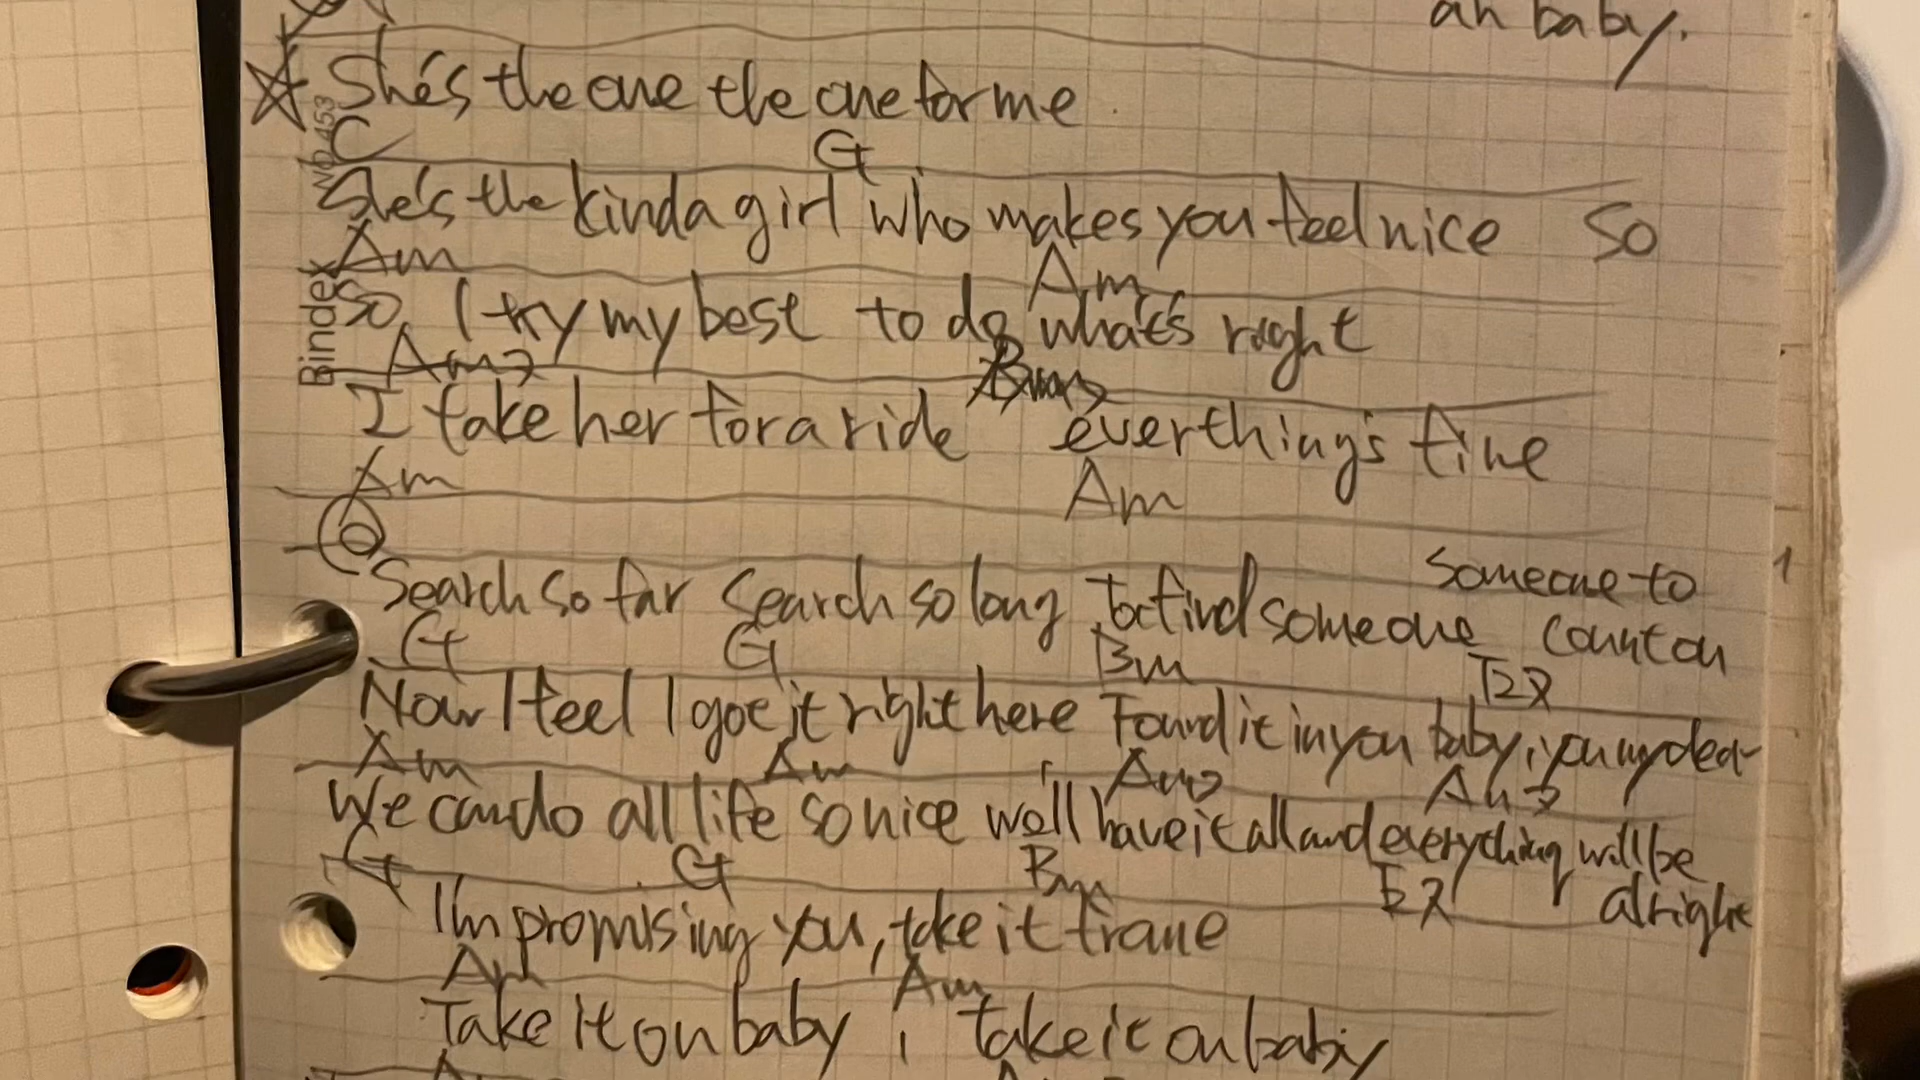 ah baby.
She's the one the one for me
C G
She's the kinda girl who makes you feel nice so
Am Am
so, I try my best to do what's right
Am7
I take her for a ride everthing's fine
Am Am
Search so far Search so long to find someone someone to count on
G G Bm E7
Now I feel I got it right here Found it in you baby, you my dear
Am Am Am7 Am7
We can do all life so nice we'll have it all and everything will be alright
G G Bm E7
I'm promising you, take it frame
Am Am
Take it on baby, take it on baby
No 453
Bindex
1